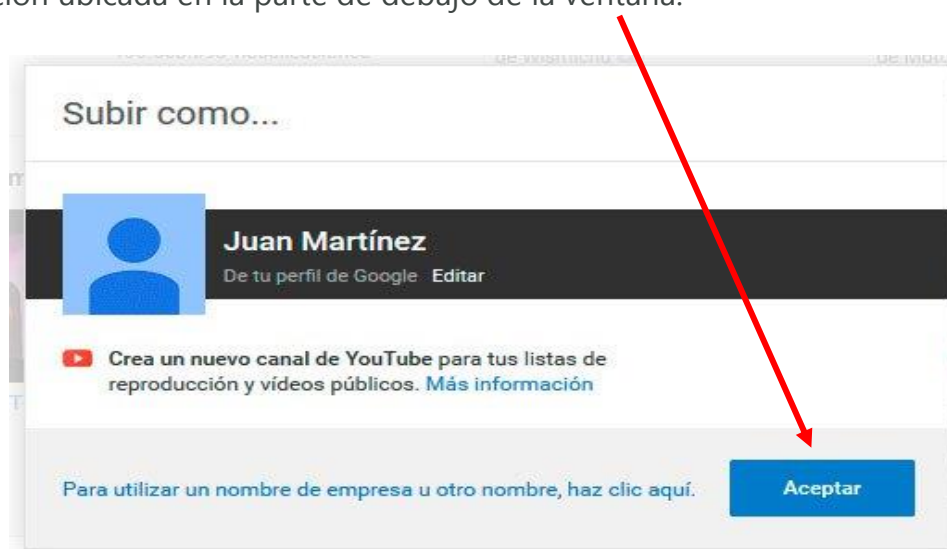 ción ubicada en la parte de debajo de la ventana.
de Wismichu
Subir como...
Juan Martínez
De tu perfil de Google Editar
Crea un nuevo canal de YouTube para tus listas de
reproducción y vídeos públicos. Más información
Para utilizar un nombre de empresa u otro nombre, haz clic aquí.
Aceptar